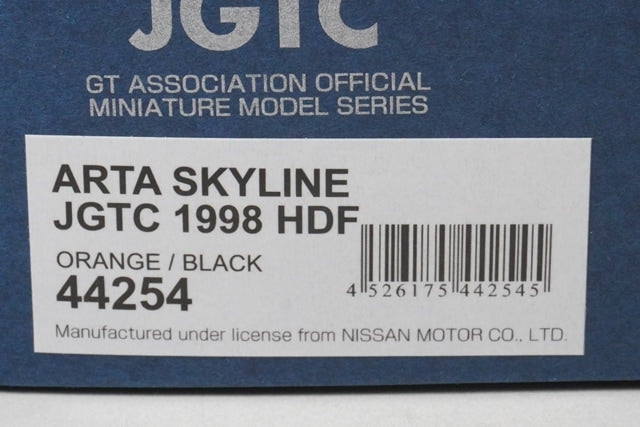 JGTC
GT ASSOCIATION OFFICIAL
MINIATURE MODEL SERIES
ARTA SKYLINE
JGTC 1998 HDF
ORANGE / BLACK
44254
4 526175 442545
Manufactured under license from NISSAN MOTOR CO., LTD.